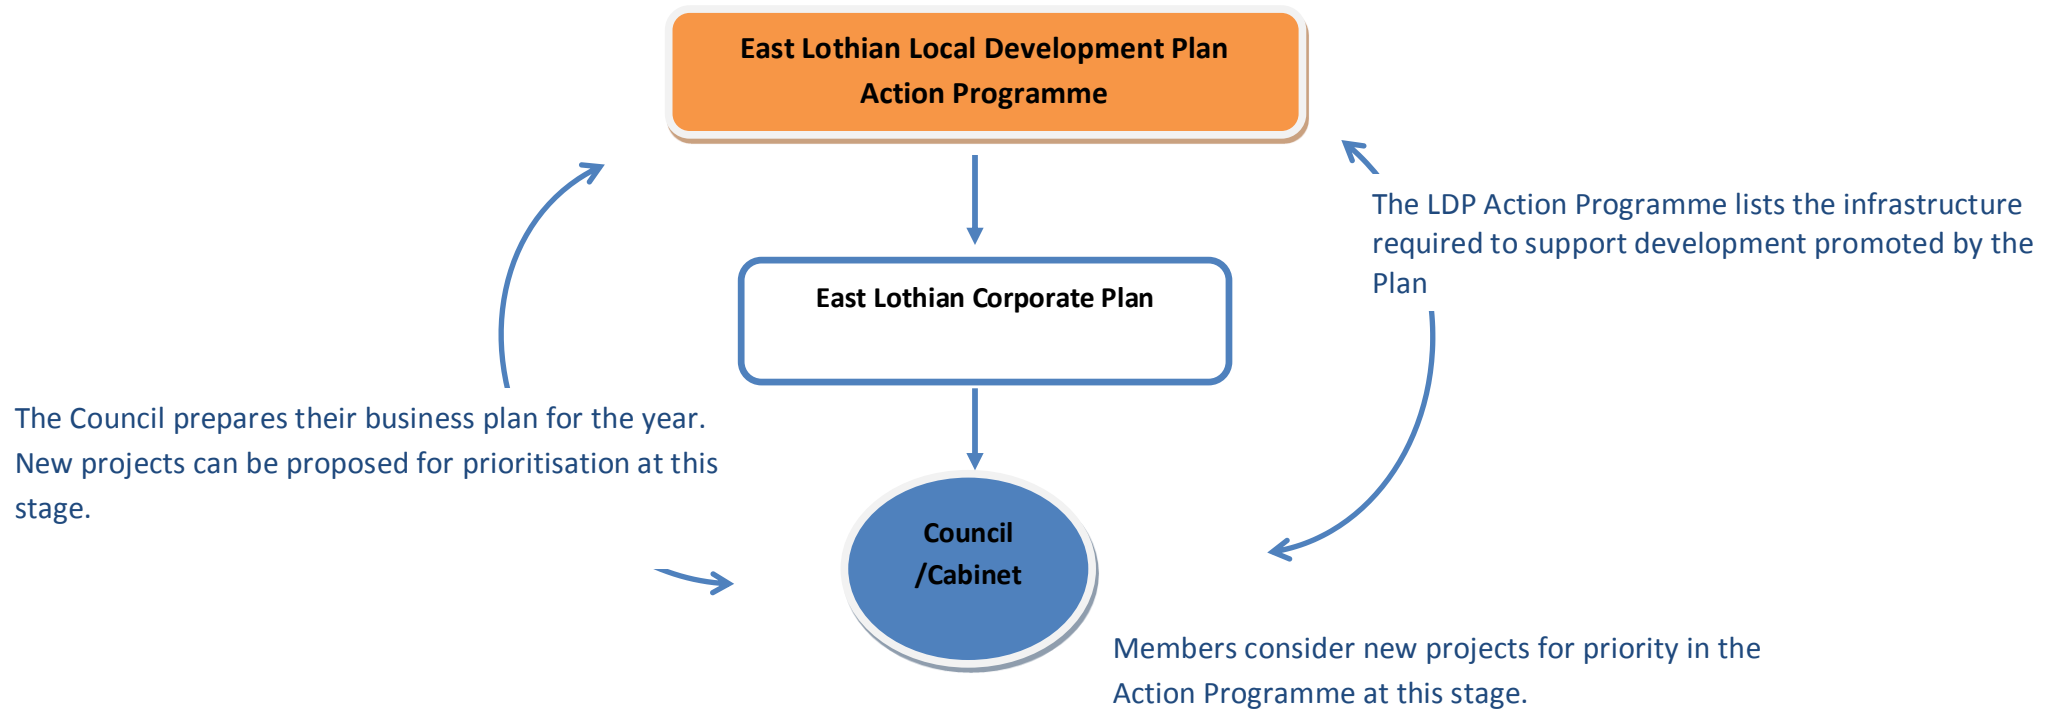 East Lothian Local Development Plan
Action Programme
The LDP Action Programme lists the infrastructure
required to support development promoted by the
Plan
East Lothian Corporate Plan
The Council prepares their business plan for the year.
New projects can be proposed for prioritisation at this
stage.
Council
/Cabinet
Members consider new projects for priority in the
Action Programme at this stage.